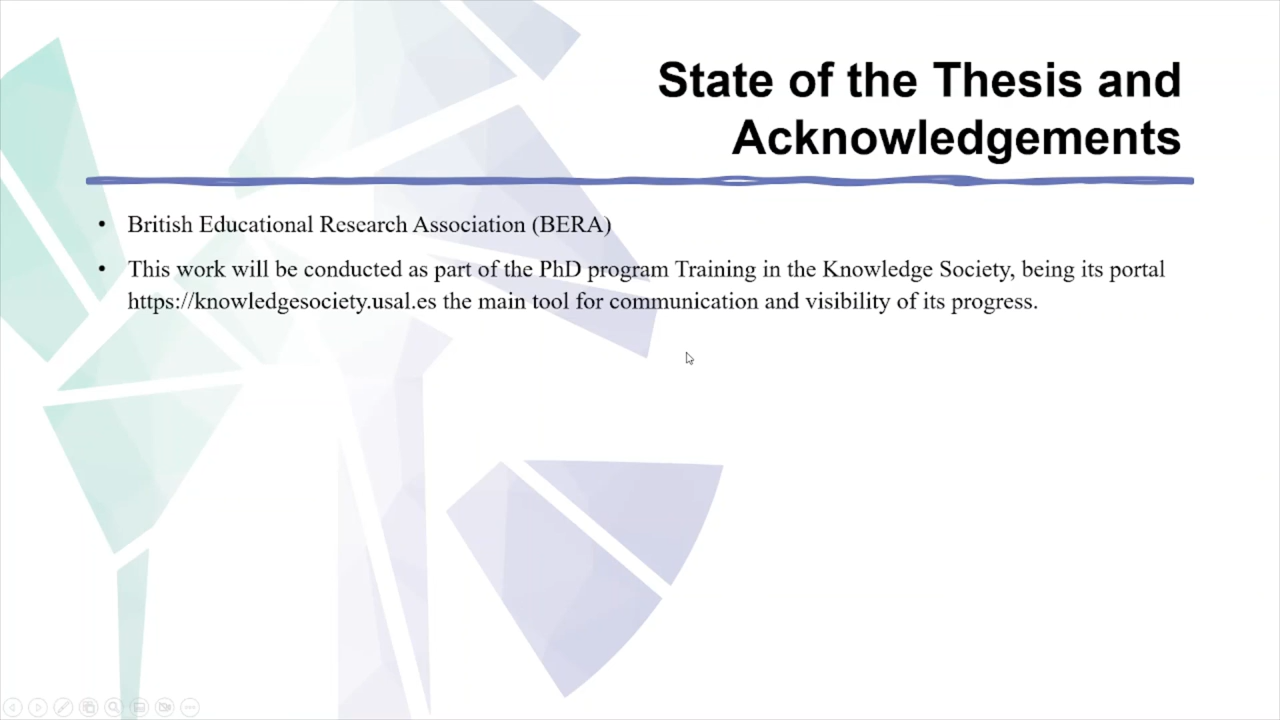 State of the Thesis and
Acknowledgements
• British Educational Research Association (BERA)
• This work will be conducted as part of the PhD program Training in the Knowledge Society, being its portal
https://knowledgesociety.usal.es the main tool for communication and visibility of its progress.